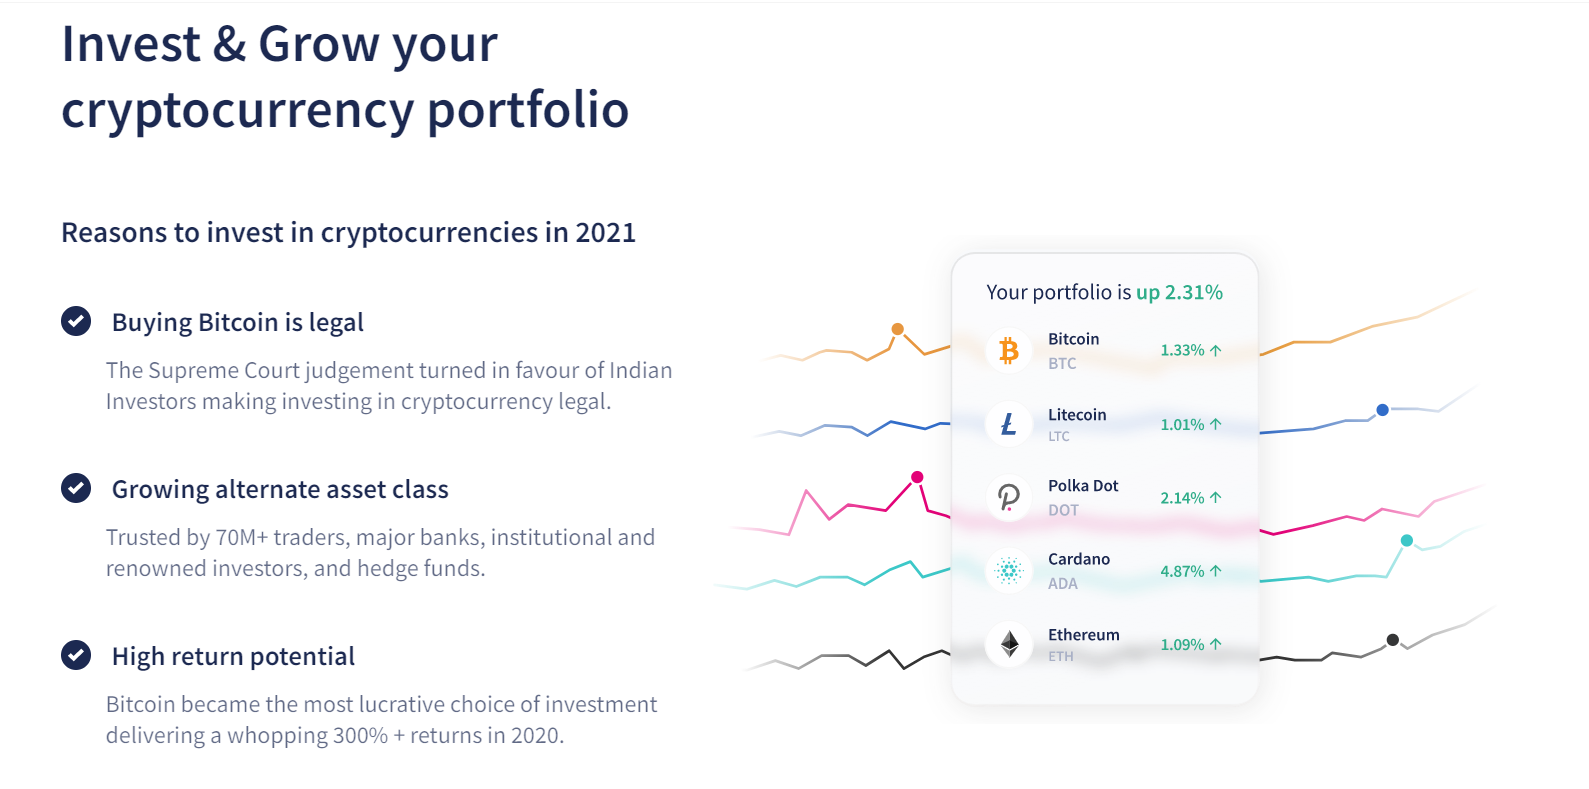 Invest & Grow your
cryptocurrency portfolio
Reasons to invest in cryptocurrencies in 2021
Buying Bitcoin is legal
The Supreme Court judgement turned in favour of Indian
Investors making investing in cryptocurrency legal.
Growing alternate asset class
Trusted by 70M+ traders, major banks, institutional and
renowned investors, and hedge funds.
High return potential
Bitcoin became the most lucrative choice of investment
delivering a whopping 300% + returns in 2020.
Your portfolio is up 2.31%
Bitcoin
BTC
1.33% ↑
Litecoin
LTC
1.01% ↑
Polka Dot
DOT
2.14% ↑
Cardano
ADA
4.87% ↑
Ethereum
ETH
1.09% ↑